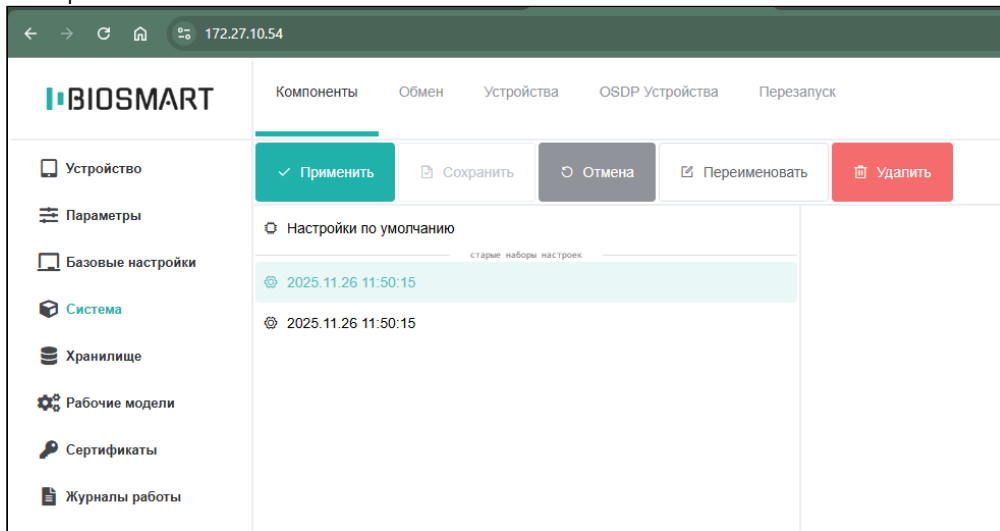 172.27.10.54
BIOSMART
Компоненты Обмен Устройства OSDP Устройства Перезапуск
Устройство
Параметры
Базовые настройки
Система
Хранилище
Рабочие модели
Сертификаты
Журналы работы
Применить Сохранить Отмена Переименовать Удалить
Настройки по умолчанию
старые наборы настроек
2025.11.26 11:50:15
2025.11.26 11:50:15